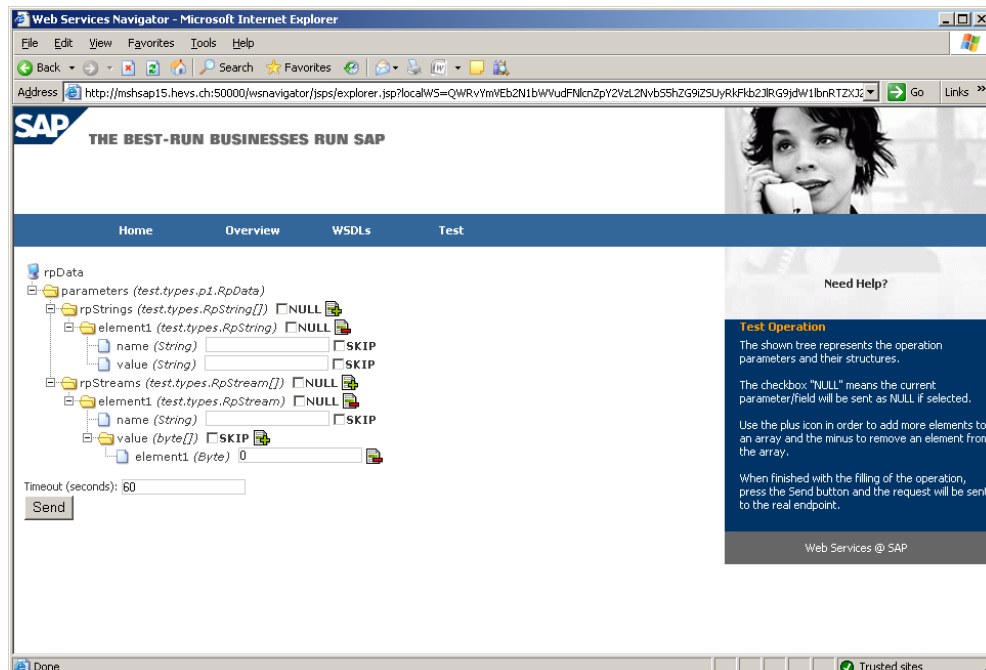 Web Services Navigator - Microsoft Internet Explorer
File Edit View Favorites Tools Help
Back Search Favorites
Address http://mshsap15.hevs.ch:50000/wsnavigator/jsps/explorer.jsp?localWS= Go Links »
SAP THE BEST-RUN BUSINESSES RUN SAP
Home Overview WSDLs Test
rpData
parameters (test.types.p1.RpData)
rpStrings (test.types.RpString[]) NULL
element1 (test.types.RpString) NULL
name (String) SKIP
value (String) SKIP
rpStreams (test.types.RpStream[]) NULL
element1 (test.types.RpStream) NULL
name (String) SKIP
value (byte[]) SKIP
element1 (Byte) 0
Timeout (seconds): 60
Send
Need Help?
Test Operation
The shown tree represents the operation
parameters and their structures.
The checkbox "NULL" means the current
parameter/field will be sent as NULL if selected.
Use the plus icon in order to add more elements to
an array and the minus to remove an element from
the array.
When finished with the filling of the operation,
press the Send button and the request will be sent
to the real endpoint.
Web Services @ SAP
Done Trusted sites